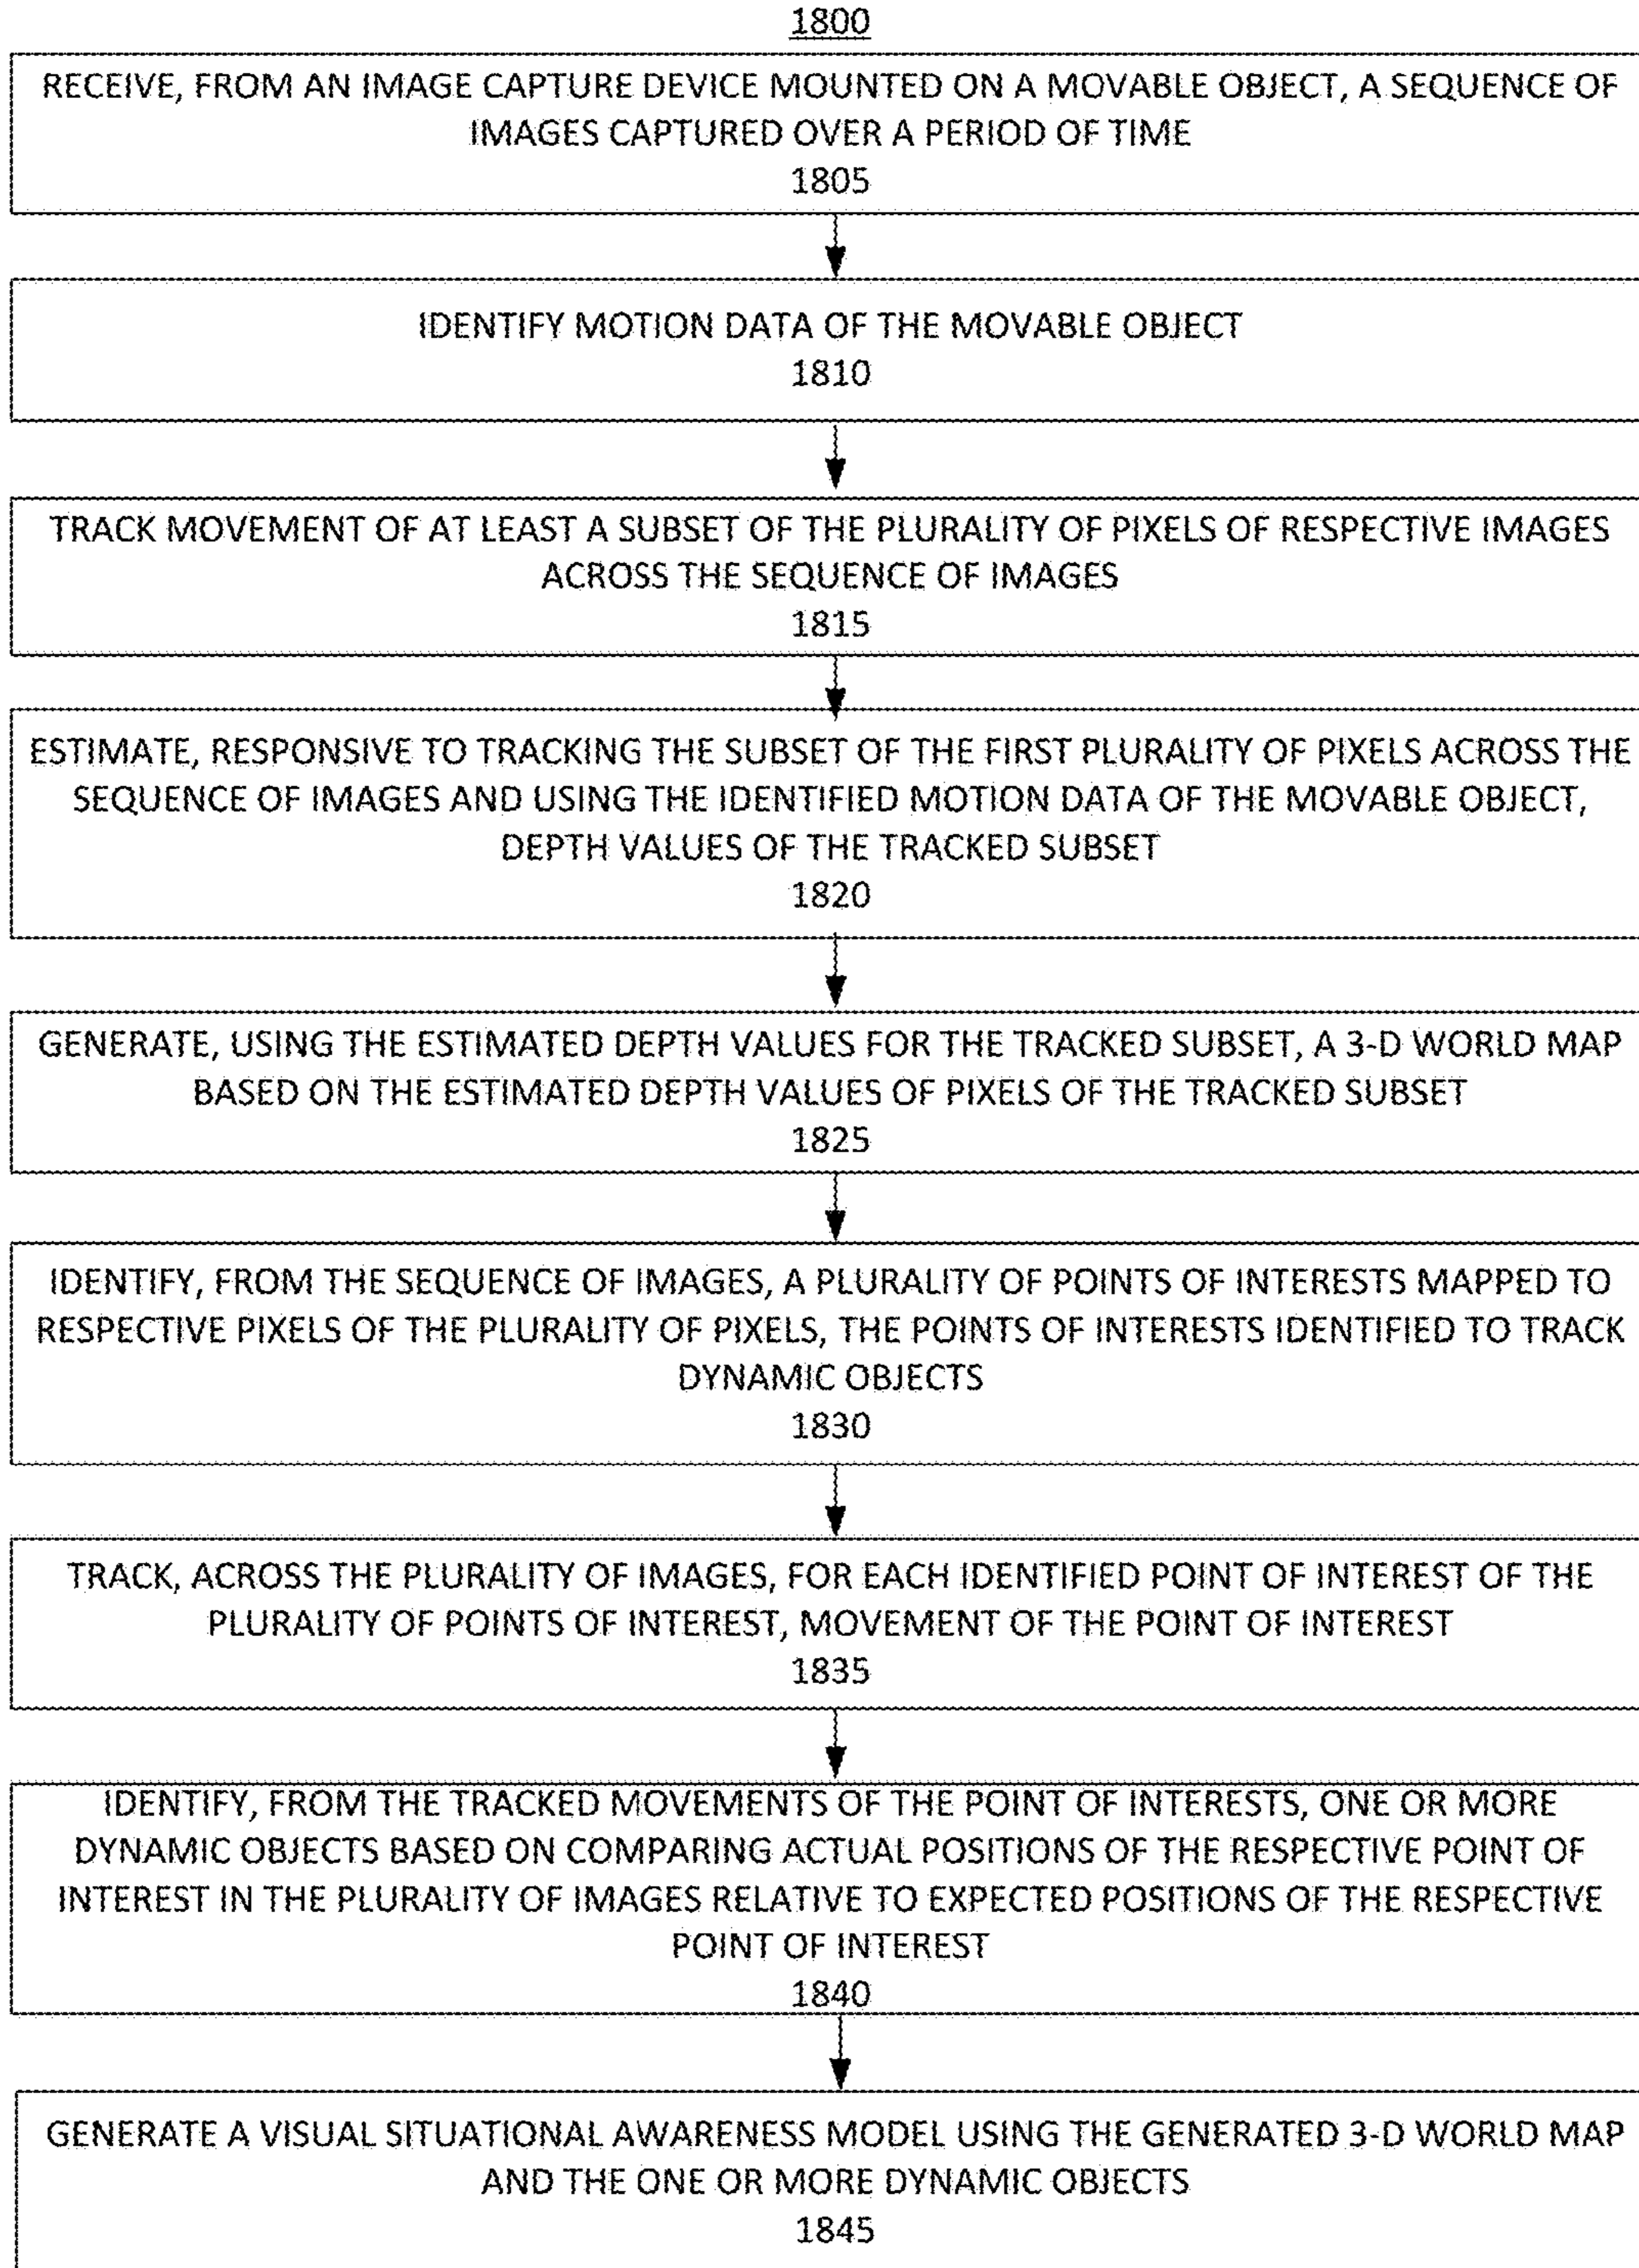 1800
RECEIVE, FROM AN IMAGE CAPTURE DEVICE MOUNTED ON A MOVABLE OBJECT, A SEQUENCE OF
IMAGES CAPTURED OVER A PERIOD OF TIME
1805
IDENTIFY MOTION DATA OF THE MOVABLE OBJECT
1810
TRACK MOVEMENT OF AT LEAST A SUBSET OF THE PLURALITY OF PIXELS OF RESPECTIVE IMAGES
ACROSS THE SEQUENCE OF IMAGES
1815
ESTIMATE, RESPONSIVE TO TRACKING THE SUBSET OF THE FIRST PLURALITY OF PIXELS ACROSS THE
SEQUENCE OF IMAGES AND USING THE IDENTIFIED MOTION DATA OF THE MOVABLE OBJECT,
DEPTH VALUES OF THE TRACKED SUBSET
1820
GENERATE, USING THE ESTIMATED DEPTH VALUES FOR THE TRACKED SUBSET, A 3-D WORLD MAP
BASED ON THE ESTIMATED DEPTH VALUES OF PIXELS OF THE TRACKED SUBSET
1825
IDENTIFY, FROM THE SEQUENCE OF IMAGES, A PLURALITY OF POINTS OF INTERESTS MAPPED TO
RESPECTIVE PIXELS OF THE PLURALITY OF PIXELS, THE POINTS OF INTERESTS IDENTIFIED TO TRACK
DYNAMIC OBJECTS
1830
TRACK, ACROSS THE PLURALITY OF IMAGES, FOR EACH IDENTIFIED POINT OF INTEREST OF THE
PLURALITY OF POINTS OF INTEREST, MOVEMENT OF THE POINT OF INTEREST
1835
IDENTIFY, FROM THE TRACKED MOVEMENTS OF THE POINT OF INTERESTS, ONE OR MORE
DYNAMIC OBJECTS BASED ON COMPARING ACTUAL POSITIONS OF THE RESPECTIVE POINT OF
INTEREST IN THE PLURALITY OF IMAGES RELATIVE TO EXPECTED POSITIONS OF THE RESPECTIVE
POINT OF INTEREST
1840
GENERATE A VISUAL SITUATIONAL AWARENESS MODEL USING THE GENERATED 3-D WORLD MAP
AND THE ONE OR MORE DYNAMIC OBJECTS
1845